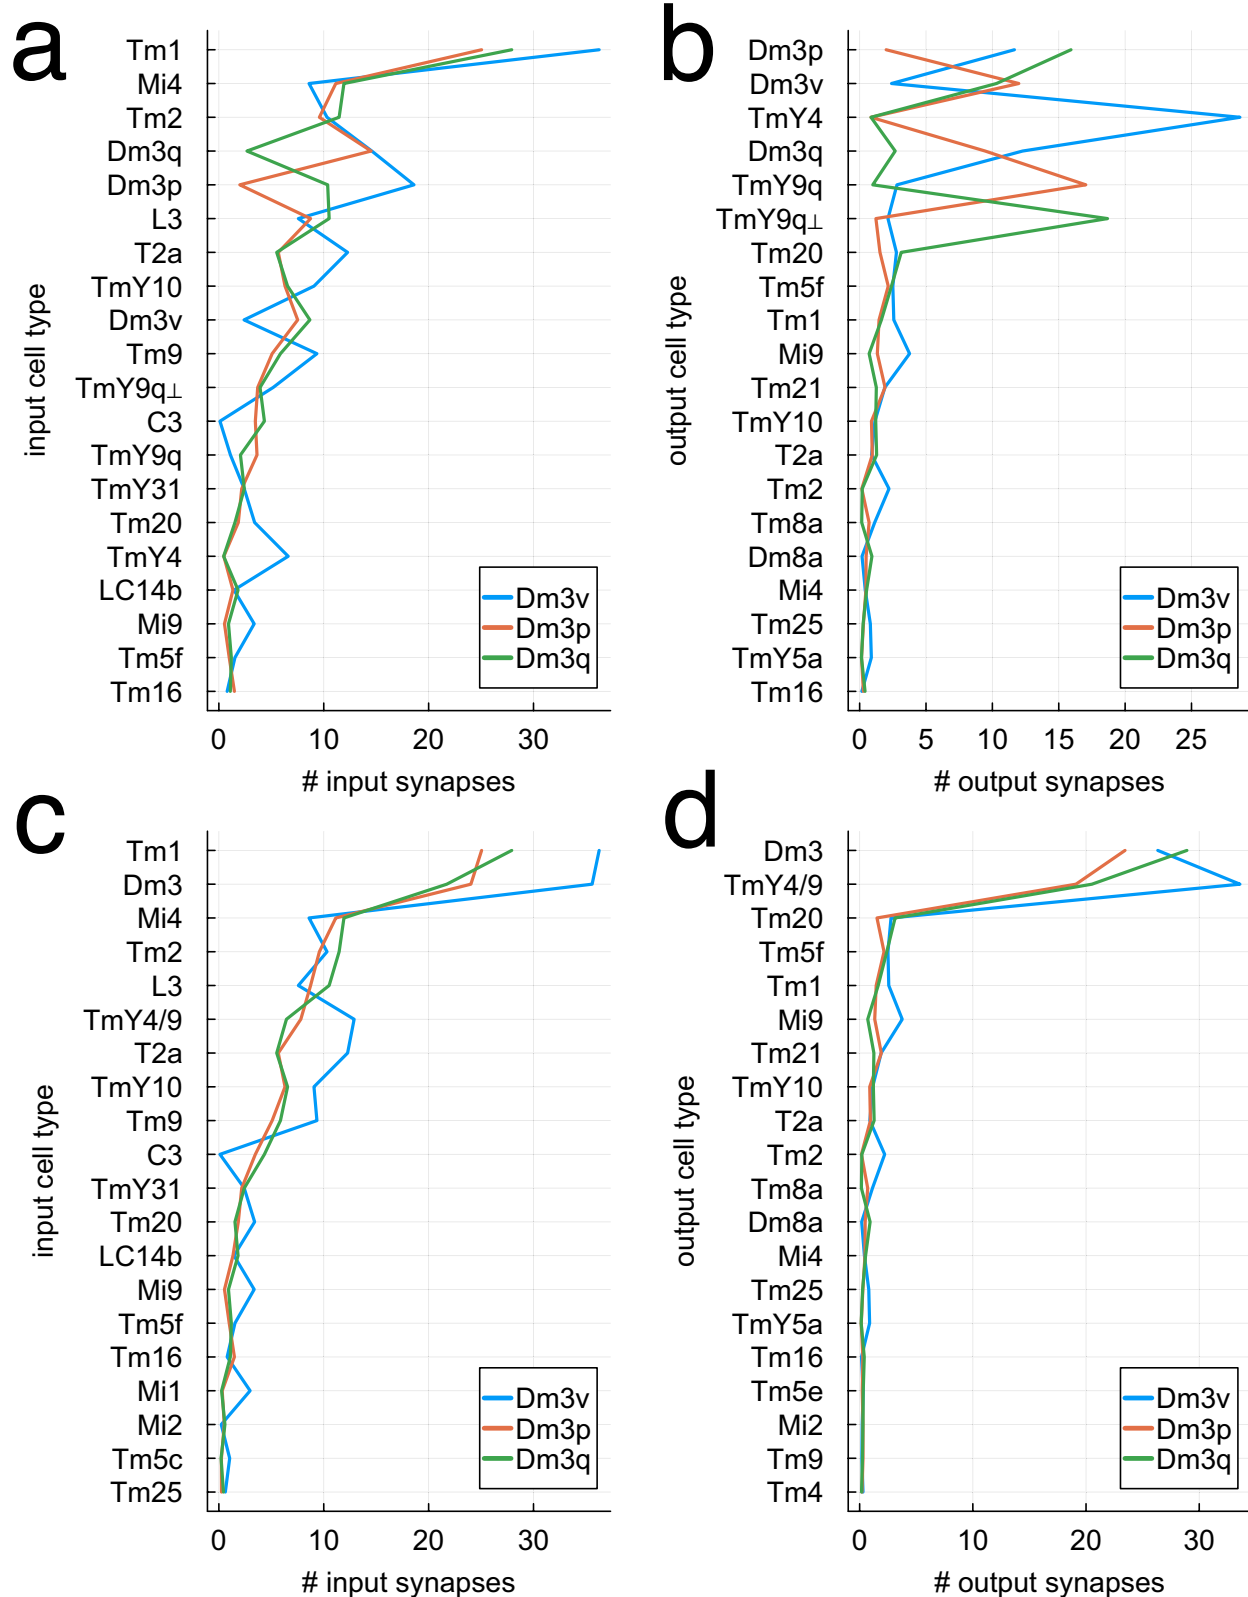 a
Tm1
Mi4
Tm2
Dm3q
Dm3p
L3
T2a
TmY10
Dm3v
Tm9
TmY9q⊥
C3
TmY9q
TmY31
Tm20
TmY4
LC14b
Mi9
Tm5f
Tm16
input cell type
Dm3v
Dm3p
Dm3q
0 10 20 30
# input synapses
b
Dm3p
Dm3v
TmY4
Dm3q
TmY9q
TmY9q⊥
Tm20
Tm5f
Tm1
Mi9
Tm21
TmY10
T2a
Tm2
Tm8a
Dm8a
Mi4
Tm25
TmY5a
Tm16
output cell type
Dm3v
Dm3p
Dm3q
0 5 10 15 20 25
# output synapses
c
Tm1
Dm3
Mi4
Tm2
L3
TmY4/9
T2a
TmY10
Tm9
C3
TmY31
Tm20
LC14b
Mi9
Tm5f
Tm16
Mi1
Mi2
Tm5c
Tm25
input cell type
Dm3v
Dm3p
Dm3q
0 10 20 30
# input synapses
d
Dm3
TmY4/9
Tm20
Tm5f
Tm1
Mi9
Tm21
TmY10
T2a
Tm2
Tm8a
Dm8a
Mi4
Tm25
TmY5a
Tm16
Tm5e
Mi2
Tm9
Tm4
output cell type
Dm3v
Dm3p
Dm3q
0 10 20 30
# output synapses